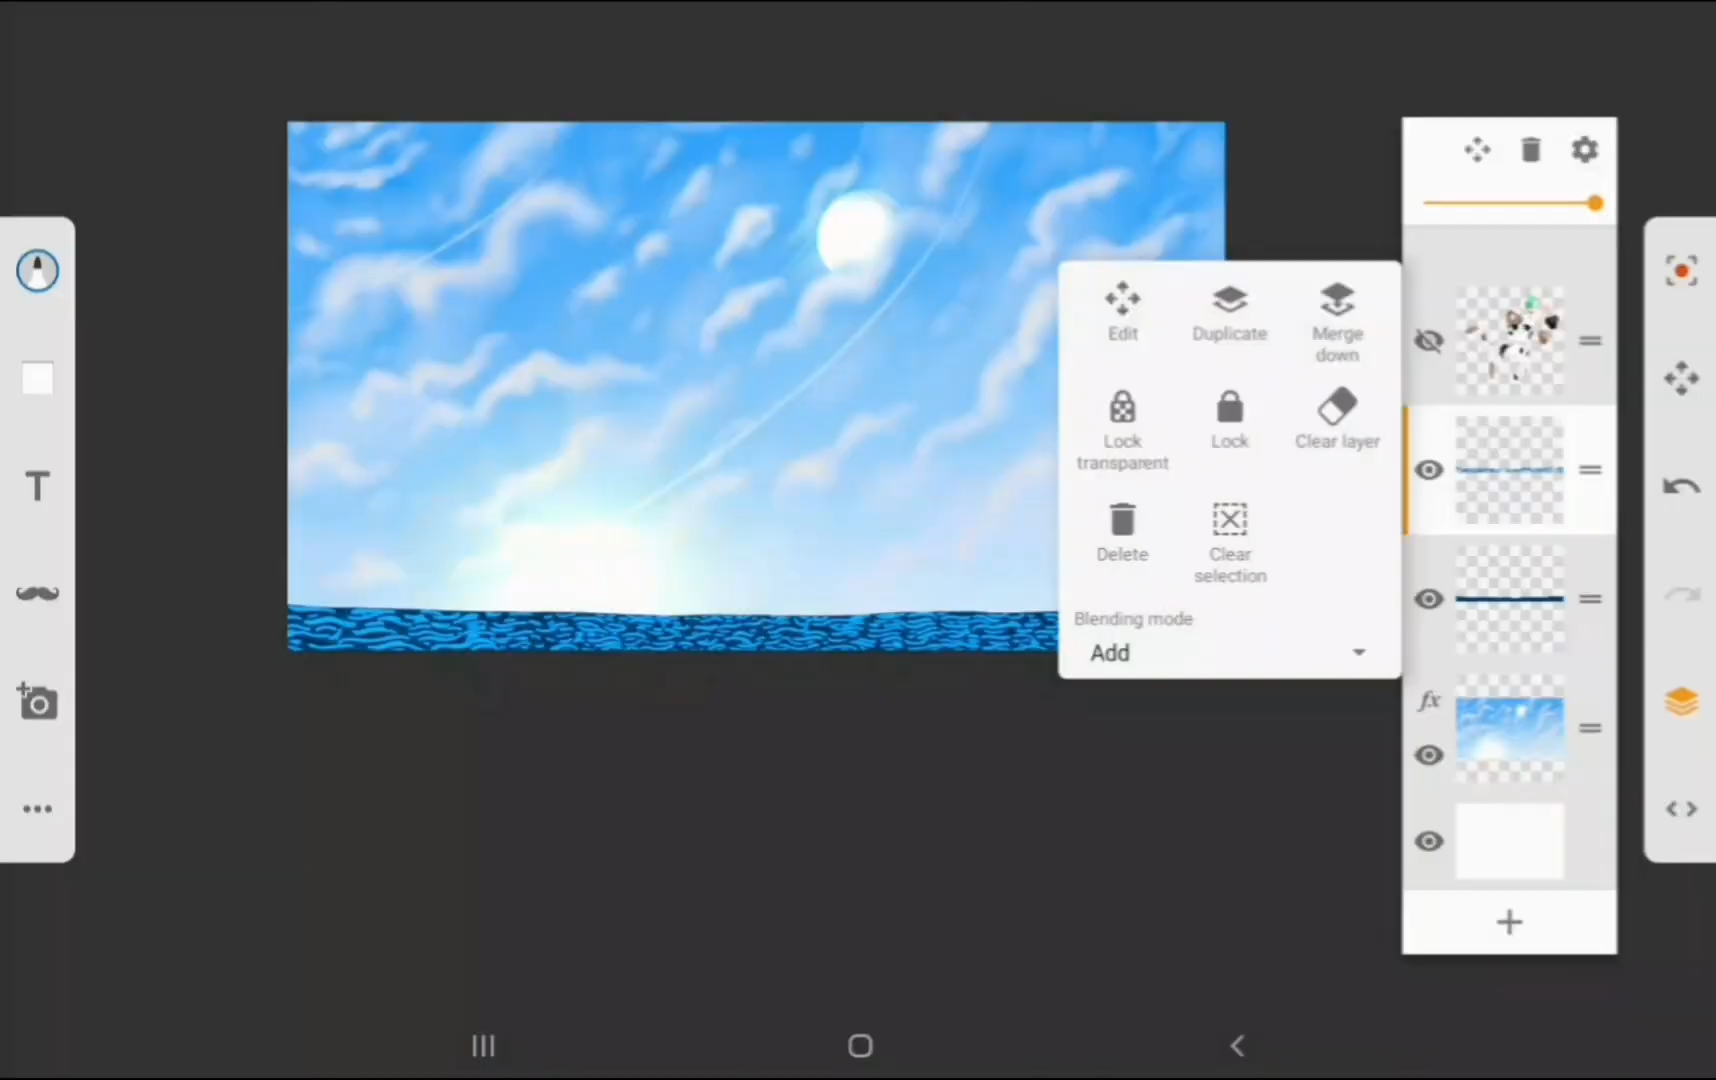 Edit
Duplicate
Merge
down
Lock
transparent
Lock
Clear layer
Delete
Clear
selection
Blending mode
Add
T
fx